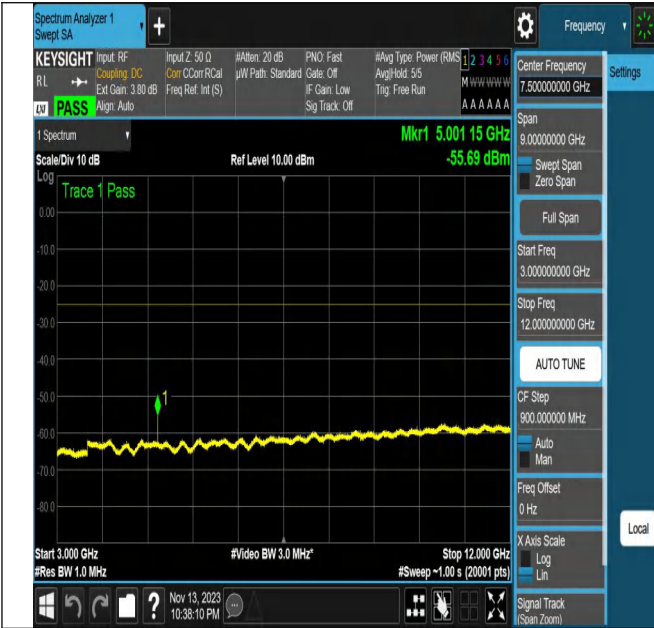 Spectrum Analyzer 1
Swept SA
+
Frequency
KEYSIGHT
RL
LXI
PASS
Input: RF
Coupling: DC
Ext Gain: 3.80 dB
Align: Auto
Input Z: 50 Ω
Corr CCorr RCal
Freq Ref: Int (S)
#Atten: 20 dB
µW Path: Standard
PNO: Fast
Gate: Off
IF Gain: Low
Sig Track: Off
#Avg Type: Power (RMS
Avg|Hold: 5/5
Trig: Free Run
1 2 3 4 5 6
M W W W W W
A A A A A A
1 Spectrum
Scale/Div 10 dB
Ref Level 10.00 dBm
Mkr1 5.001 15 GHz
-55.69 dBm
Log
Trace 1 Pass
0.00
-10.0
-20.0
-30.0
-40.0
-50.0
-60.0
-70.0
-80.0
1
Start 3.000 GHz
#Res BW 1.0 MHz
#Video BW 3.0 MHz*
Stop 12.000 GHz
#Sweep ~1.00 s (20001 pts)
?
Nov 13, 2023
10:38:10 PM
Center Frequency
7.500000000 GHz
Span
9.00000000 GHz
Swept Span
Zero Span
Full Span
Start Freq
3.000000000 GHz
Stop Freq
12.000000000 GHz
AUTO TUNE
CF Step
900.000000 MHz
Auto
Man
Freq Offset
0 Hz
X Axis Scale
Log
Lin
Signal Track
(Span Zoom)
Settings
Local